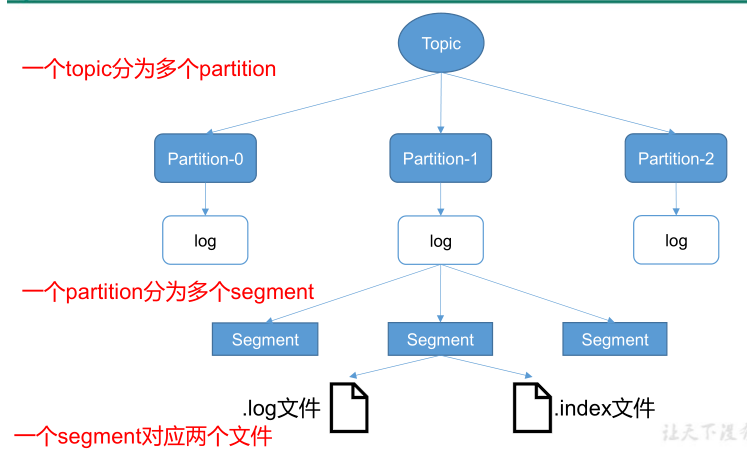 Topic
一个topic分为多个partition
Partition-0
Partition-1
Partition-2
log
log
log
一个partition分为多个segment
Segment
Segment
Segment
.log文件
.index文件
一个segment对应两个文件
让天下没